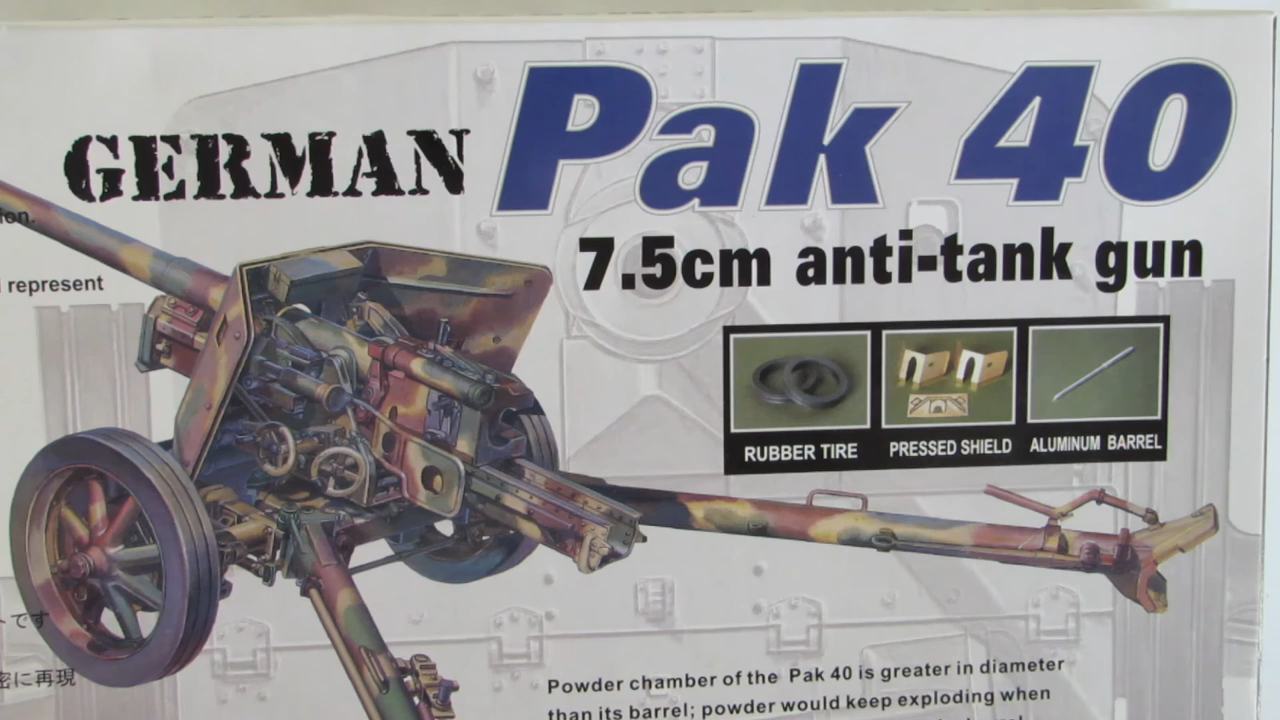 GERMAN Pak 40
7.5cm anti-tank gun
represent
RUBBER TIRE
PRESSED SHIELD
ALUMINUM BARREL
です
密に再現
Powder chamber of the Pak 40 is greater in diameter
than its barrel; powder would keep exploding when